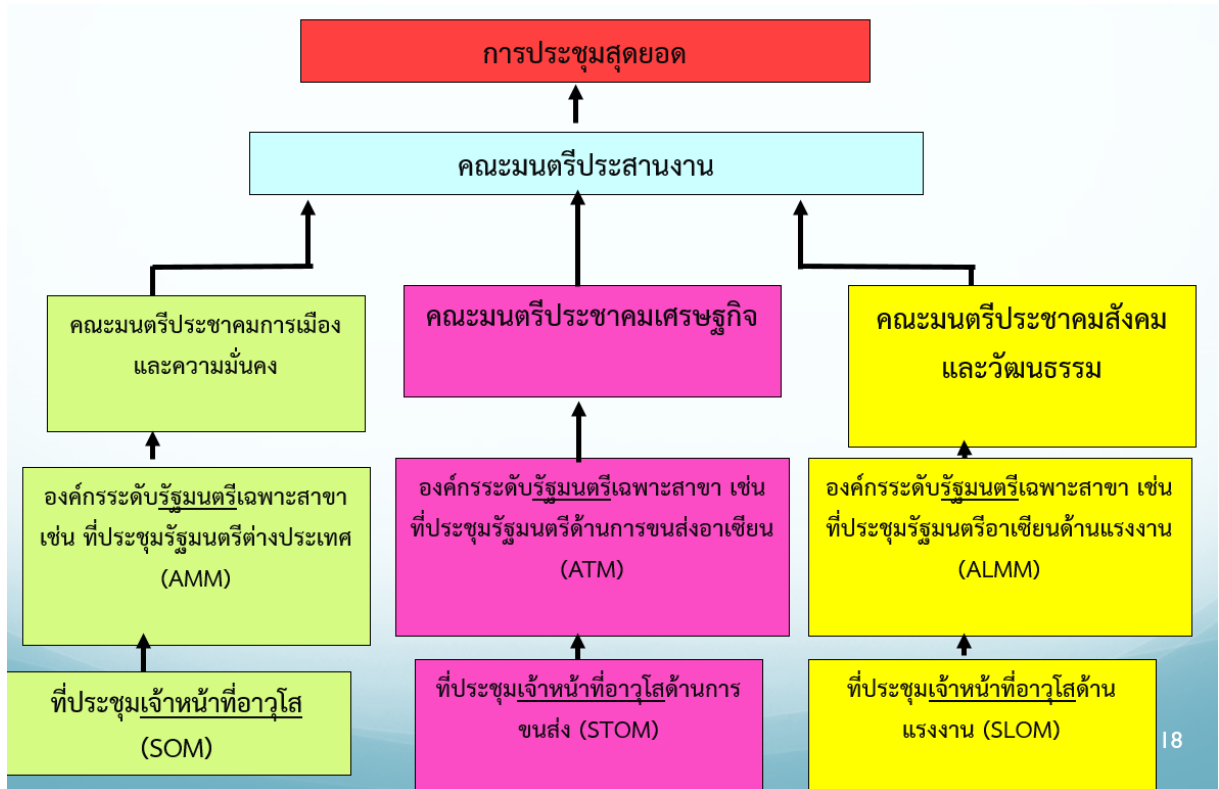 การประชุมสุดยอด
คณะมนตรีประสานงาน
คณะมนตรีประชาคมการเมือง
และความมั่นคง
คณะมนตรีประชาคมเศรษฐกิจ
คณะมนตรีประชาคมสังคม
และวัฒนธรรม
องค์กรระดับรัฐมนตรีเฉพาะสาขา
เช่น ที่ประชุมรัฐมนตรีต่างประเทศ
(AMM)
องค์กรระดับรัฐมนตรีเฉพาะสาขา เช่น
ที่ประชุมรัฐมนตรีด้านการขนส่งอาเซียน
(ATM)
องค์กรระดับรัฐมนตรีเฉพาะสาขา เช่น
ที่ประชุมรัฐมนตรีอาเซียนด้านแรงงาน
(ALMM)
ที่ประชุมเจ้าหน้าที่อาวุโส
(SOM)
ที่ประชุมเจ้าหน้าที่อาวุโสด้านการ
ขนส่ง (STOM)
ที่ประชุมเจ้าหน้าที่อาวุโสด้าน
แรงงาน (SLOM)
18